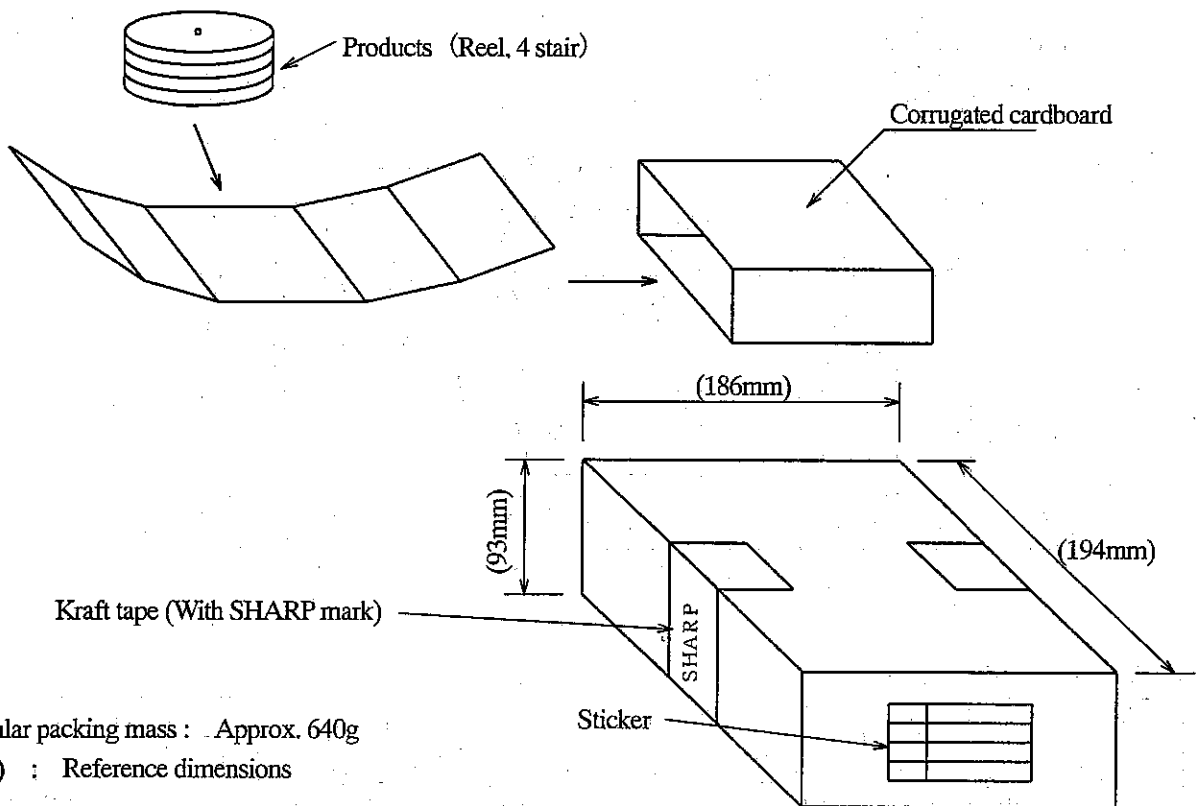 Products (Reel, 4 stair)
Corrugated cardboard
(186mm)
(93mm)
(194mm)
Kraft tape (With SHARP mark)
SHARP
Sticker
packing mass : Approx. 640g
) : Reference dimensions